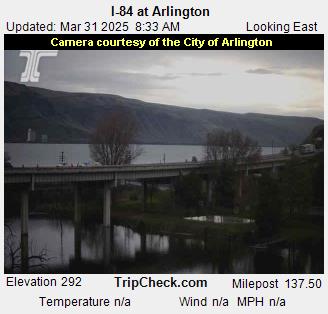 I-84 at Arlington
Updated: Mar 31 2025 8:33 AM Looking East
Camera courtesy of the City of Arlington
Elevation 292 TripCheck.com Milepost 137.50
Temperature n/a Wind n/a MPH n/a